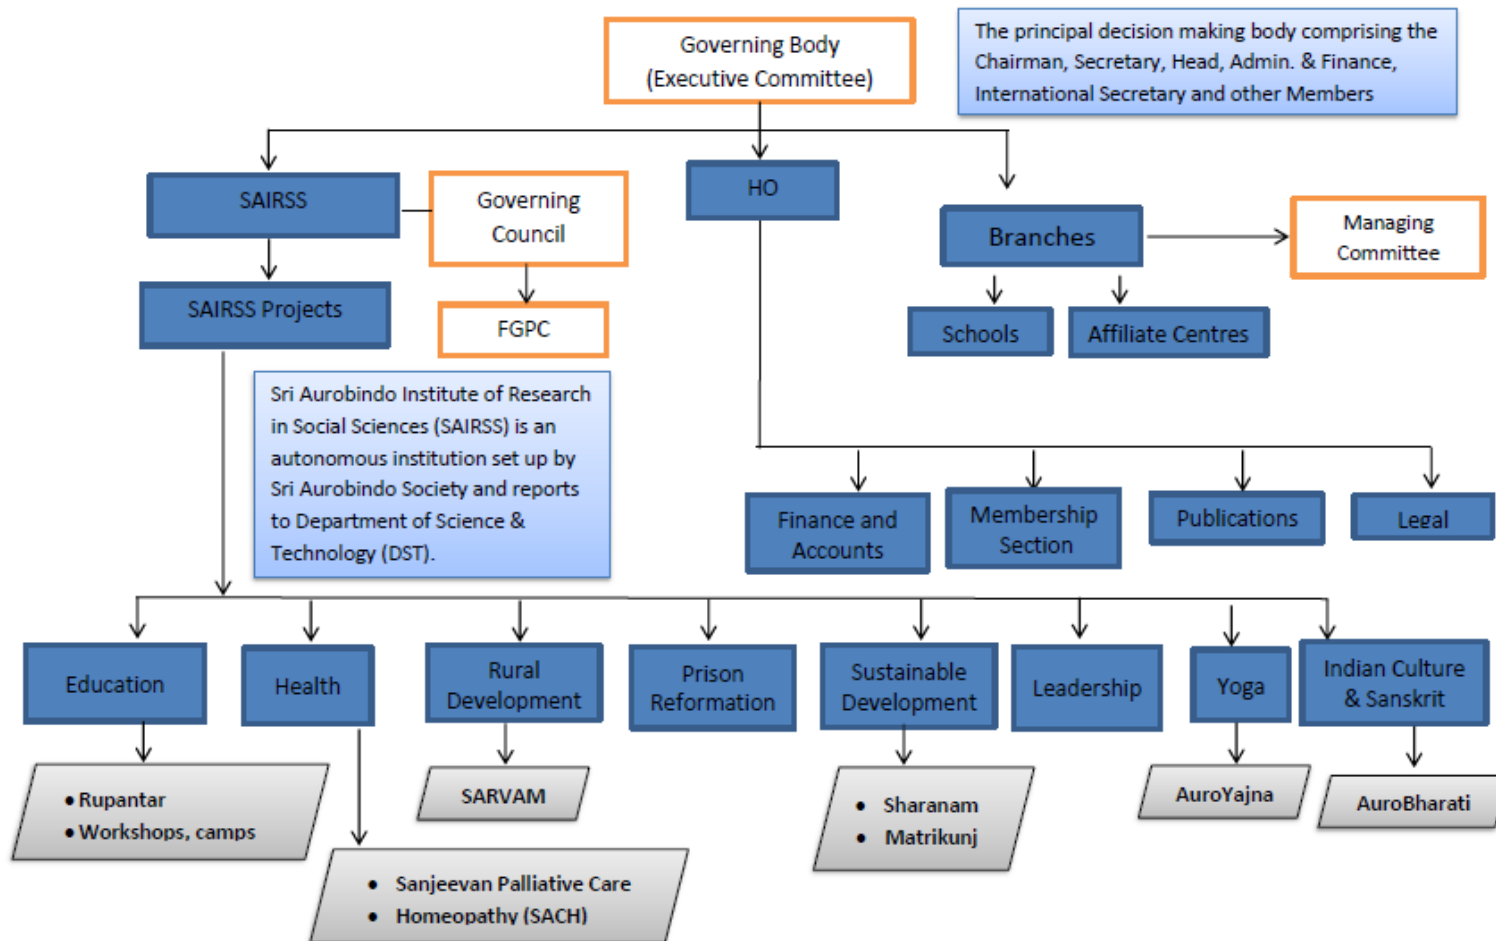 Governing Body
(Executive Committee)
The principal decision making body comprising the
Chairman, Secretary, Head, Admin. & Finance,
International Secretary and other Members
SAIRSS
Governing
Council
HO
Branches
Managing
Committee
SAIRSS Projects
FGPC
Schools
Affiliate Centres
Sri Aurobindo Institute of Research
in Social Sciences (SAIRSS) is an
autonomous institution set up by
Sri Aurobindo Society and reports
to Department of Science &
Technology (DST).
Finance and
Accounts
Membership
Section
Publications
Legal
Education
Health
Rural
Development
Prison
Reformation
Sustainable
Development
Leadership
Yoga
Indian Culture
& Sanskrit
• Rupantar
• Workshops, camps
• Sanjeevan Palliative Care
• Homeopathy (SACH)
SARVAM
• Sharanam
• Matrikunj
AuroYajna
AuroBharati